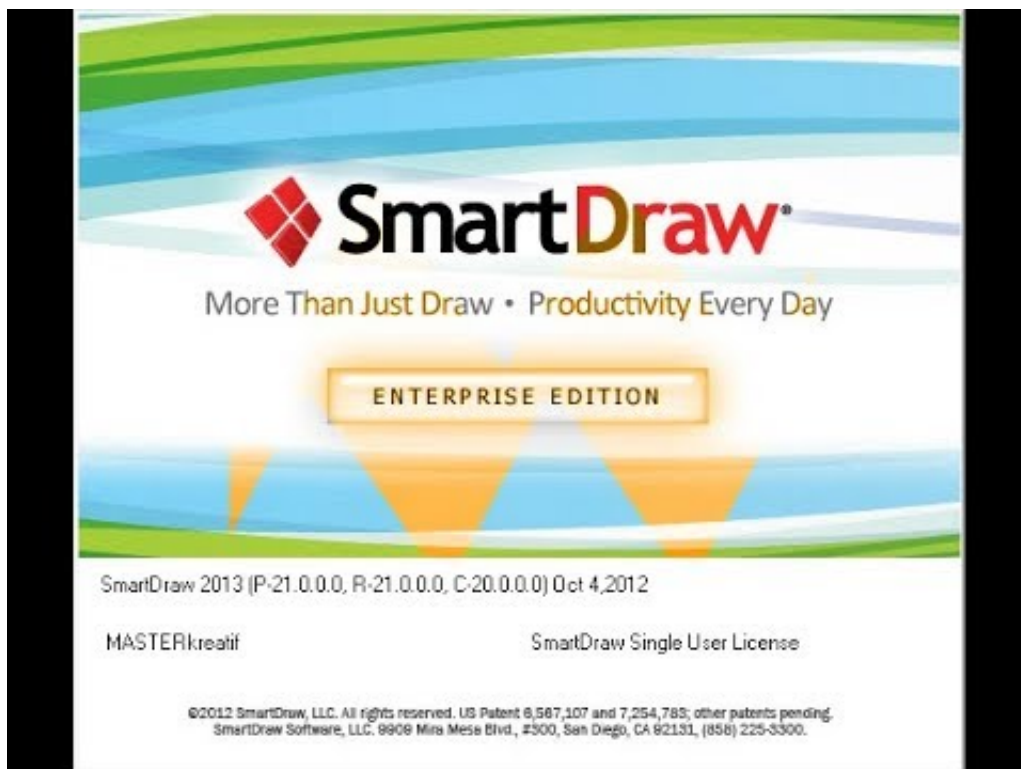 SmartDraw®
More Than Just Draw • Productivity Every Day
ENTERPRISE EDITION
SmartDraw 2013 (P-21.0.0.0, R-21.0.0.0, C-20.0.0.0) Oct 4,2012
MASTERkreatif SmartDraw Single User License
©2012 SmartDraw, LLC. All rights reserved. US Patent 6,567,107 and 7,254,783; other patents pending.
SmartDraw Software, LLC. 9909 Mira Mesa Blvd., #300, San Diego, CA 92131, (858) 225-3300.